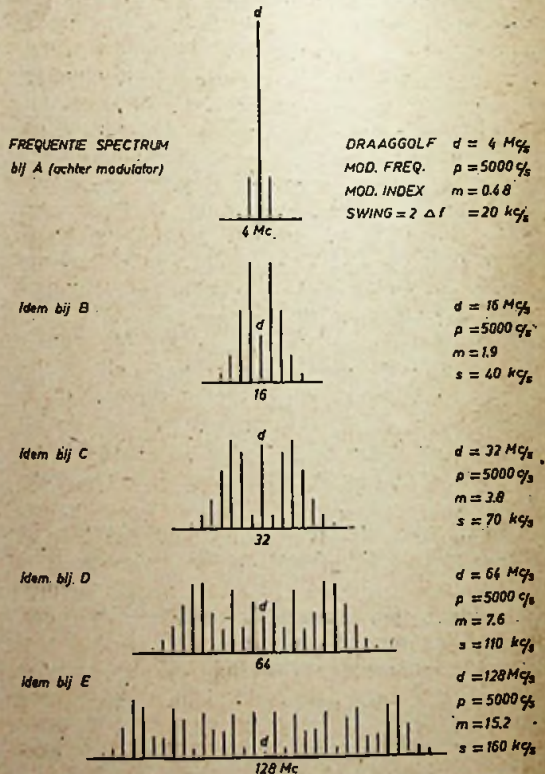 d
FREQUENTIE SPECTRUM
bij A (achter modulator)
4 Mc
DRAAGGOLF d = 4 Mc/s
MOD. FREQ. p = 5000 c/s
MOD. INDEX m = 0.48
SWING = 2 Δ f = 20 kc/s
Idem bij B
d
16
d = 16 Mc/s
p = 5000 c/s
m = 1.9
s = 40 kc/s
Idem bij C
d
32
d = 32 Mc/s
p = 5000 c/s
m = 3.8
s = 70 kc/s
Idem. bij. D
d
64
d = 64 Mc/s
p = 5000 c/s
m = 7.6
s = 110 kc/s
Idem bij E
d
128 Mc
d = 128 Mc/s
p = 5000 c/s
m = 15.2
s = 160 kc/s